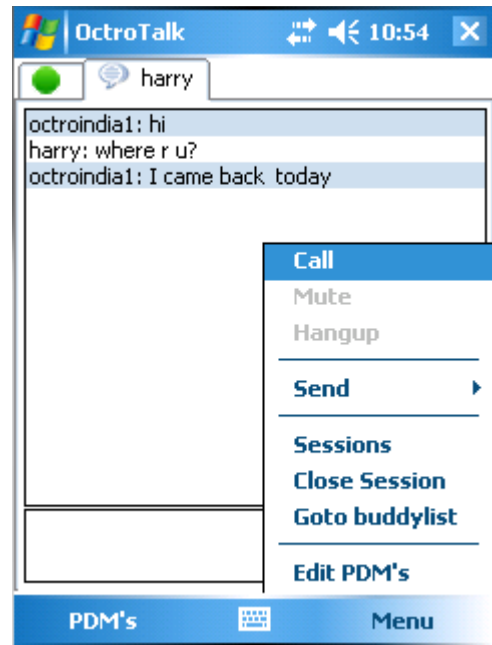 OctroTalk 10:54
harry
octroindia1: hi
harry: where r u?
octroindia1: I came back today
Call
Mute
Hangup
Send
Sessions
Close Session
Goto buddylist
Edit PDM's
PDM's Menu